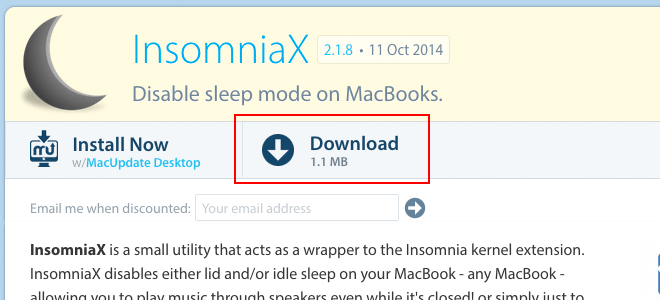 InsomniaX 2.1.8 • 11 Oct 2014
Disable sleep mode on MacBooks.
mu Install Now
w/MacUpdate Desktop
Download
1.1 MB
Email me when discounted: Your email address
InsomniaX is a small utility that acts as a wrapper to the Insomnia kernel extension.
InsomniaX disables either lid and/or idle sleep on your MacBook - any MacBook -
allowing you to play music through speakers even while it's closed! or simply just to